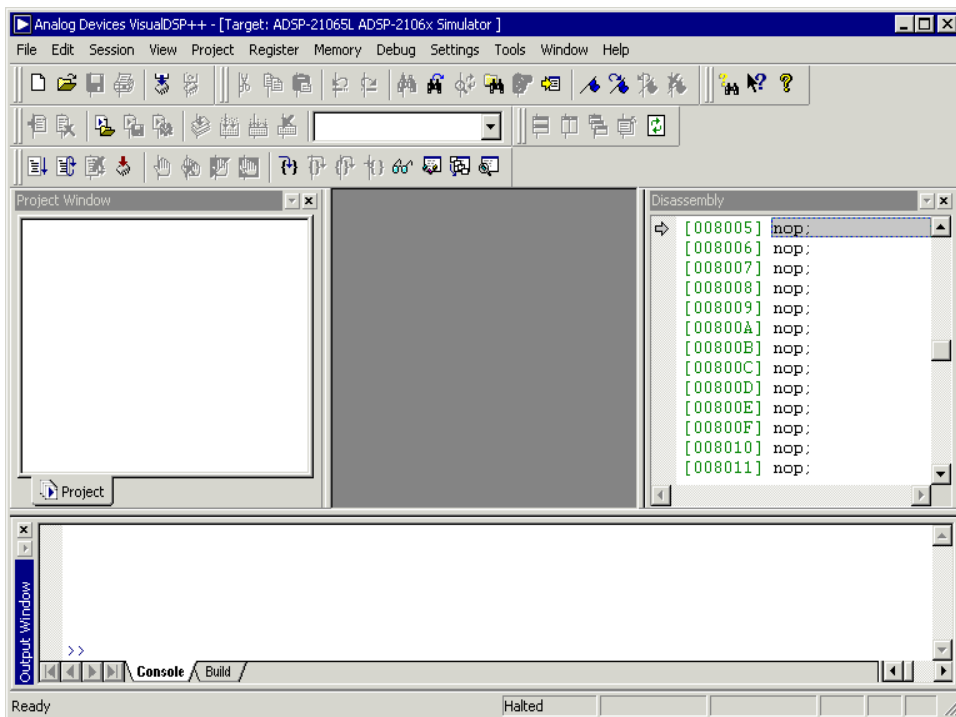 Analog Devices VisualDSP++ - [Target: ADSP-21065L ADSP-2106x Simulator ]
File Edit Session View Project Register Memory Debug Settings Tools Window Help
Project Window
Disassembly
[008005] nop;
[008006] nop;
[008007] nop;
[008008] nop;
[008009] nop;
[00800A] nop;
[00800B] nop;
[00800C] nop;
[00800D] nop;
[00800E] nop;
[00800F] nop;
[008010] nop;
[008011] nop;
Project
Output Window
>>
Console Build
Ready Halted